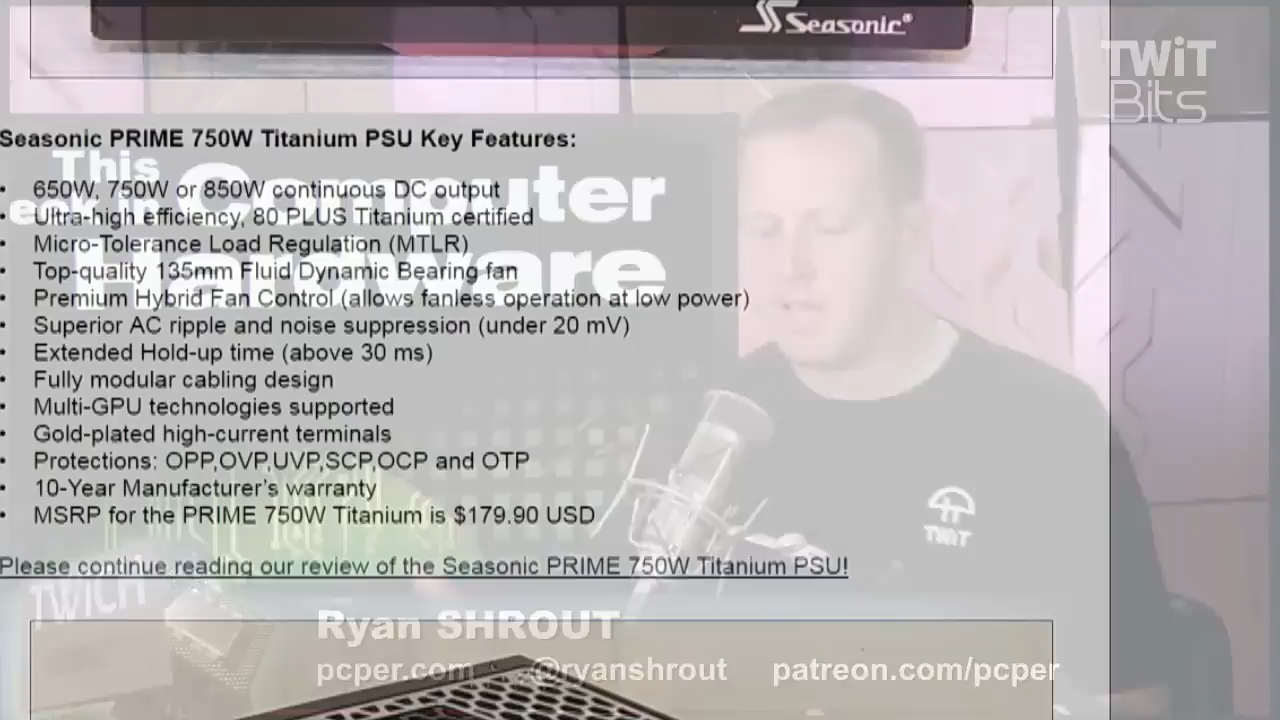 Seasonic®
TWiT
Bits
Seasonic PRIME 750W Titanium PSU Key Features:
This
Computer
Hardware
• 650W, 750W or 850W continuous DC output
• Ultra-high efficiency, 80 PLUS Titanium certified
• Micro-Tolerance Load Regulation (MTLR)
• Top-quality 135mm Fluid Dynamic Bearing fan
• Premium Hybrid Fan Control (allows fanless operation at low power)
• Superior AC ripple and noise suppression (under 20 mV)
• Extended Hold-up time (above 30 ms)
• Fully modular cabling design
• Multi-GPU technologies supported
• Gold-plated high-current terminals
• Protections: OPP,OVP,UVP,SCP,OCP and OTP
• 10-Year Manufacturer's warranty
• MSRP for the PRIME 750W Titanium is $179.90 USD
TWiT
Please continue reading our review of the Seasonic PRIME 750W Titanium PSU!
TWiCH
Ryan SHROUT
pcper.com @ryanshrout patreon.com/pcper